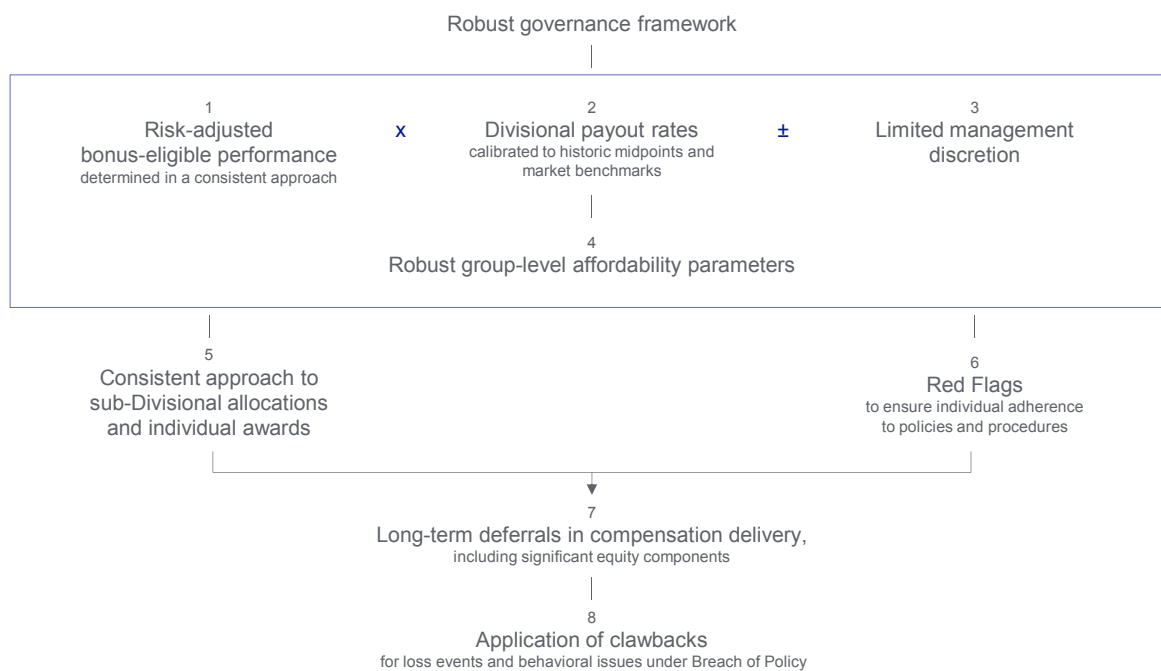 Robust governance framework
1
Risk-adjusted
bonus-eligible performance
determined in a consistent approach
x
2
Divisional payout rates
calibrated to historic midpoints and
market benchmarks
±
3
Limited management
discretion
4
Robust group-level affordability parameters
5
Consistent approach to
sub-Divisional allocations
and individual awards
6
Red Flags
to ensure individual adherence
to policies and procedures
7
Long-term deferrals in compensation delivery,
including significant equity components
8
Application of clawbacks
for loss events and behavioral issues under Breach of Policy